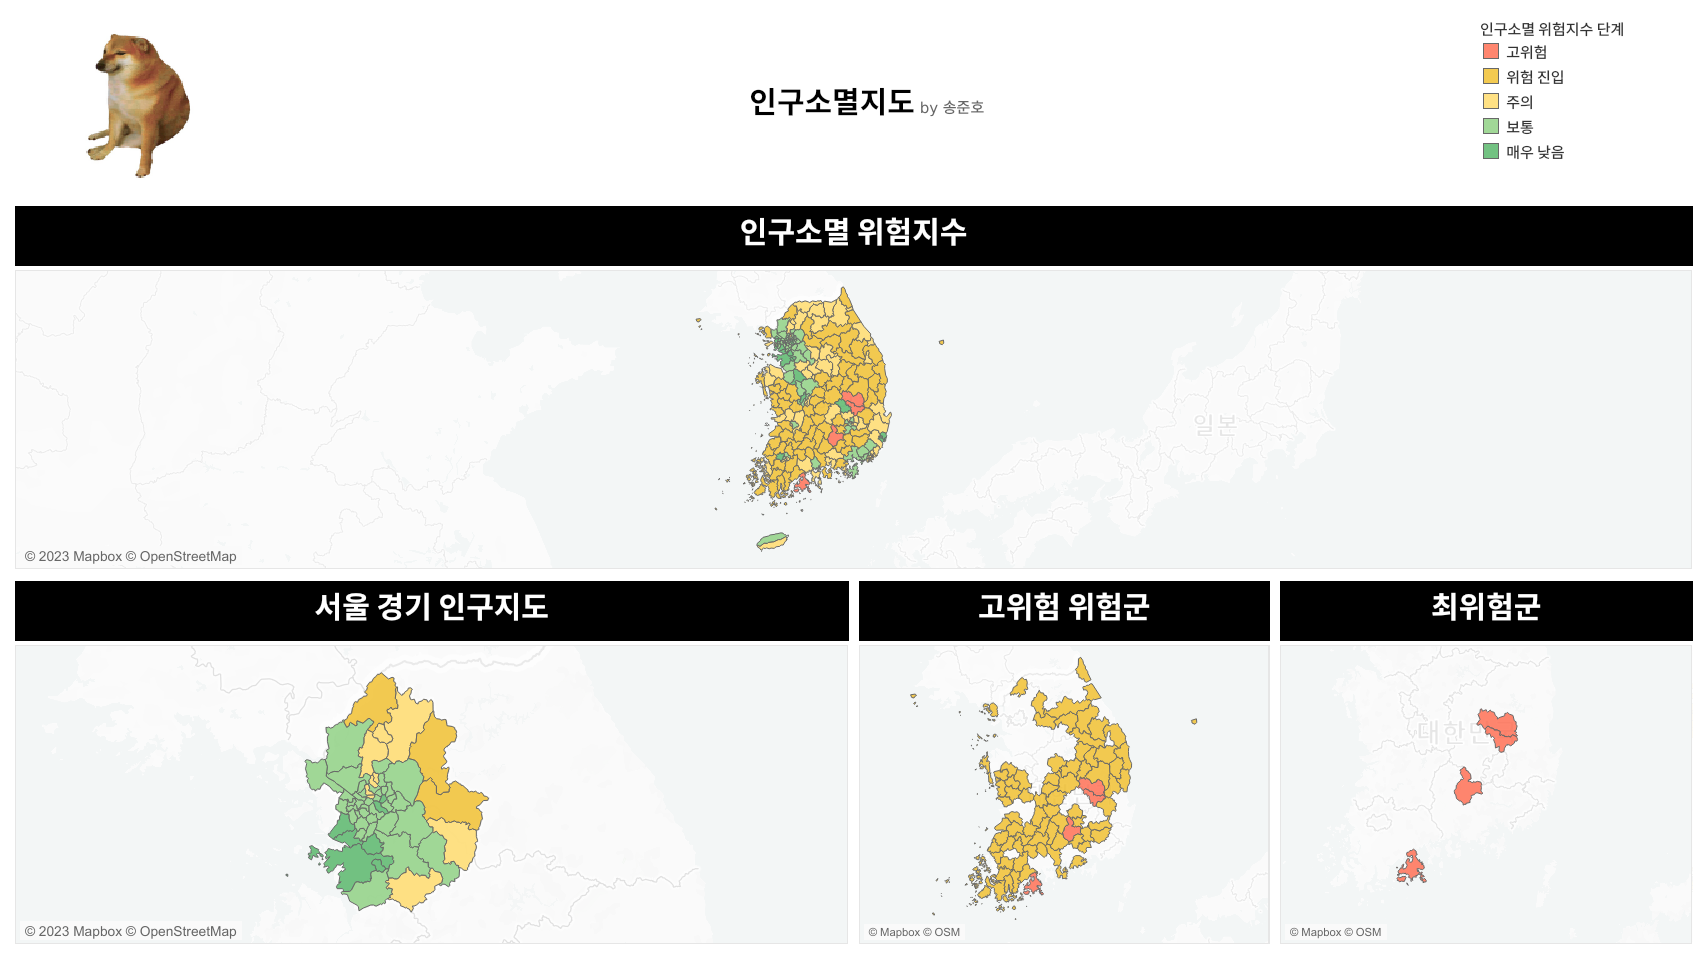 인구소멸 위험지수 단계
고위험
위험 진입
주의
보통
매우 낮음
인구소멸지도 by 송준호
인구소멸 위험지수
일본
© 2023 Mapbox © OpenStreetMap
서울 경기 인구지도
고위험 위험군
최위험군
대한민
© 2023 Mapbox © OpenStreetMap
© Mapbox © OSM
© Mapbox © OSM